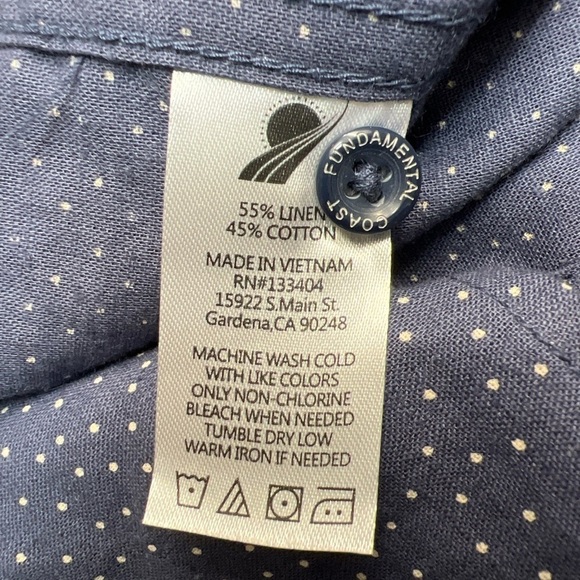 FUNDAMENTAL
COAST
55% LINEN
45% COTTON
MADE IN VIETNAM
RN#133404
15922 S.Main St.
Gardena,CA 90248
MACHINE WASH COLD
WITH LIKE COLORS
ONLY NON-CHLORINE
BLEACH WHEN NEEDED
TUMBLE DRY LOW
WARM IRON IF NEEDED